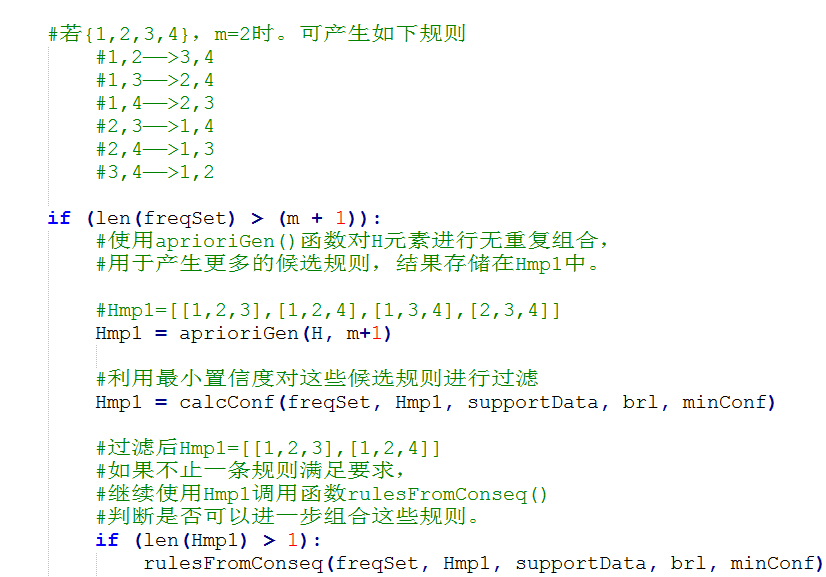 #若{1,2,3,4}，m=2时。可产生如下规则
#1,2——>3,4
#1,3——>2,4
#1,4——>2,3
#2,3——>1,4
#2,4——>1,3
#3,4——>1,2
if (len(freqSet) > (m + 1)):
#使用aprioriGen()函数对H元素进行无重复组合，
#用于产生更多的候选规则，结果存储在Hmp1中。
#Hmp1=[[1,2,3],[1,2,4],[1,3,4],[2,3,4]]
Hmp1 = aprioriGen(H, m+1)
#利用最小置信度对这些候选规则进行过滤
Hmp1 = calcConf(freqSet, Hmp1, supportData, brl, minConf)
#过滤后Hmp1=[[1,2,3],[1,2,4]]
#如果不止一条规则满足要求，
#继续使用Hmp1调用函数rulesFromConseq()
#判断是否可以进一步组合这些规则。
if (len(Hmp1) > 1):
rulesFromConseq(freqSet, Hmp1, supportData, brl, minConf)